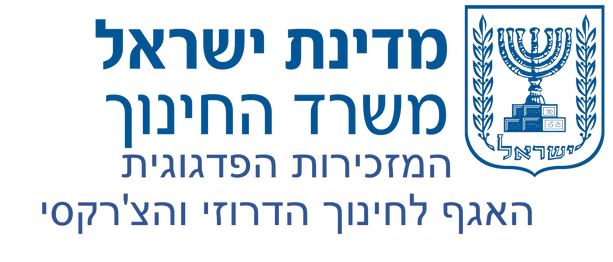 מדינת ישראל
משרד החינוך
המזכירות הפדגוגית
האגף לחינוך הדרוזי והצ'רקסי
ישראל